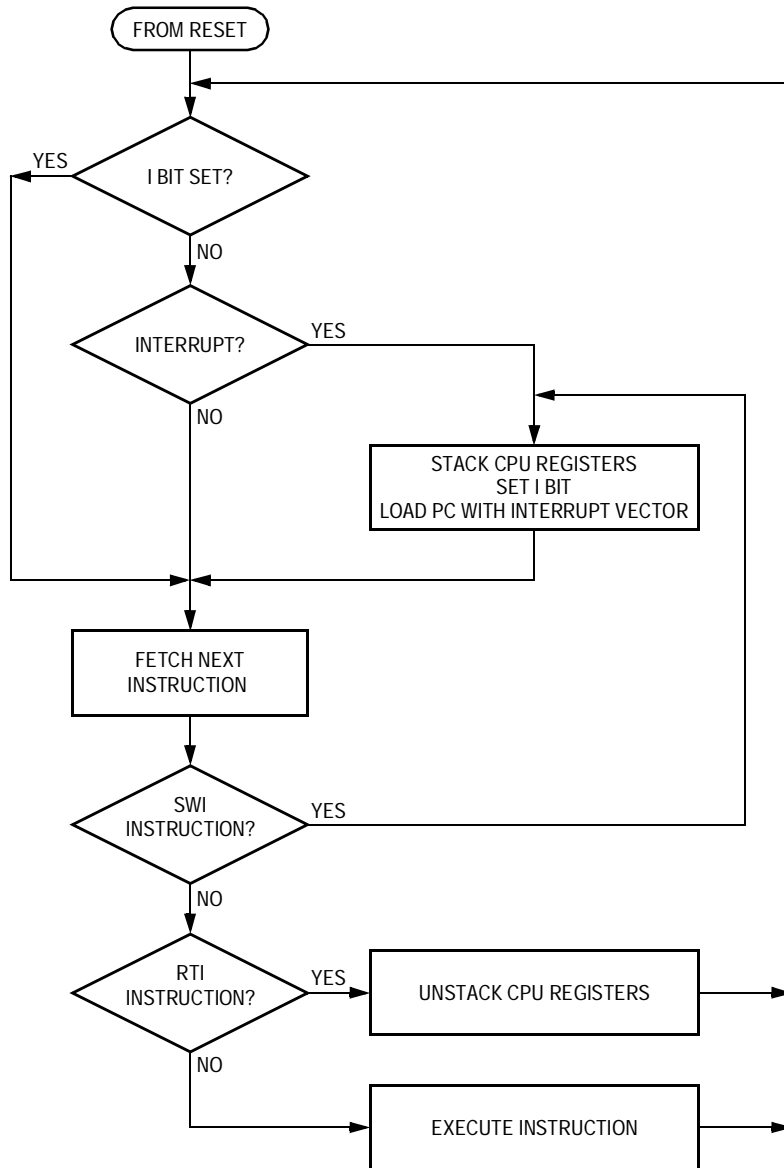 FROM RESET
YES
I BIT SET?
NO
INTERRUPT?
YES
NO
STACK CPU REGISTERS
SET I BIT
LOAD PC WITH INTERRUPT VECTOR
FETCH NEXT
INSTRUCTION
SWI
INSTRUCTION?
YES
NO
RTI
INSTRUCTION?
YES
UNSTACK CPU REGISTERS
NO
EXECUTE INSTRUCTION